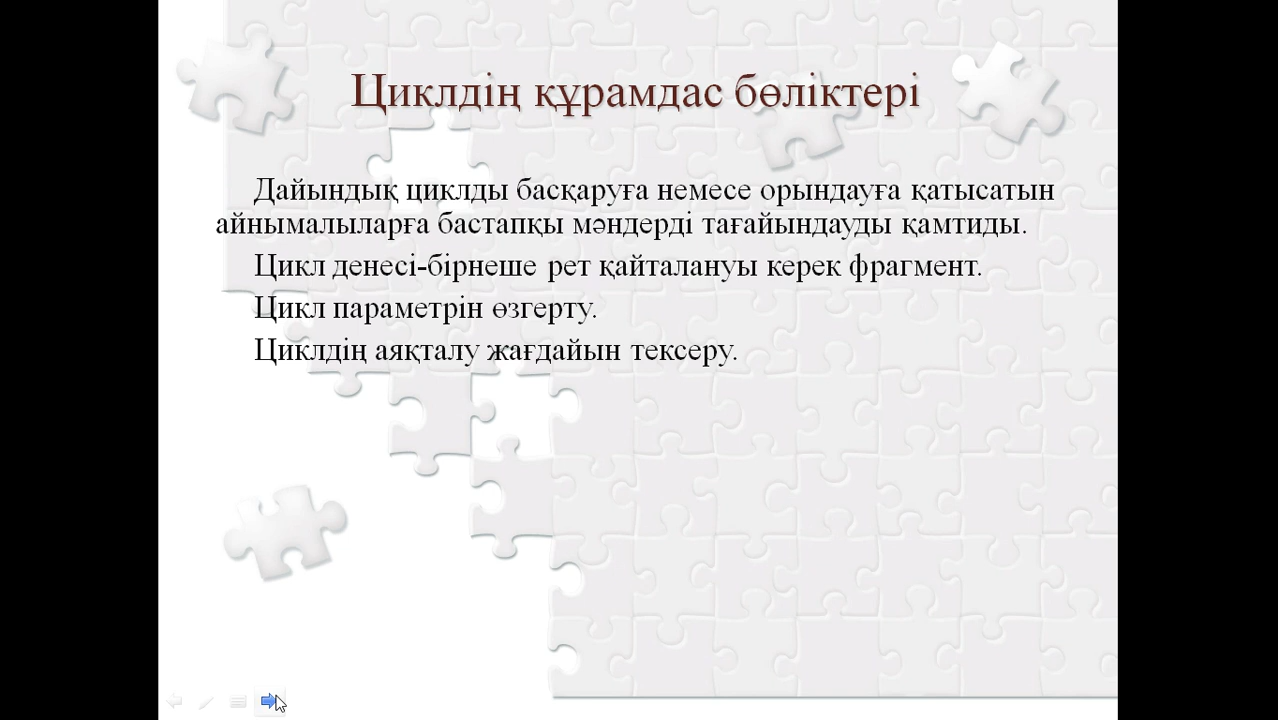 Циклдің құрамдас бөліктері
Дайындық циклды басқаруға немесе орындауға қатысатын
айнымалыларға бастапқы мәндерді тағайындауды қамтиды.
Цикл денесі-бірнеше рет қайталануы керек фрагмент.
Цикл параметрін өзгерту.
Циклдің аяқталу жағдайын тексеру.